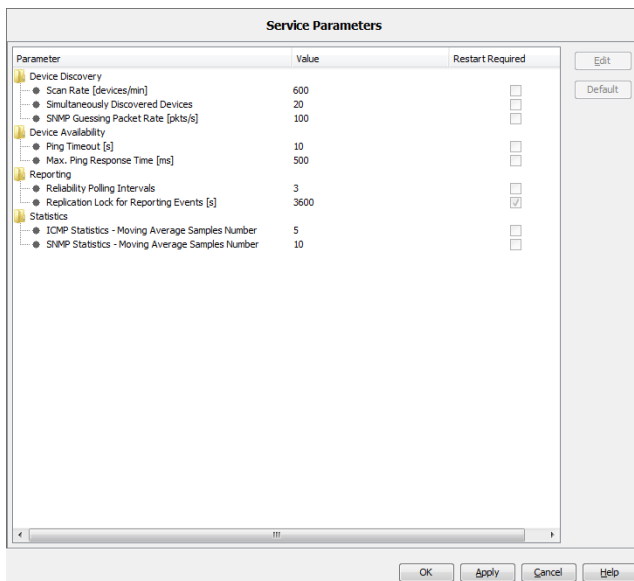 Service Parameters
Parameter Value Restart Required
Edit
Device Discovery
Scan Rate [devices/min] 600
Default
Simultaneously Discovered Devices 20
SNMP Guessing Packet Rate [pkts/s] 100
Device Availability
Ping Timeout [s] 10
Max. Ping Response Time [ms] 500
Reporting
Reliability Polling Intervals 3
Replication Lock for Reporting Events [s] 3600
Statistics
ICMP Statistics - Moving Average Samples Number 5
SNMP Statistics - Moving Average Samples Number 10
OK Apply Cancel Help